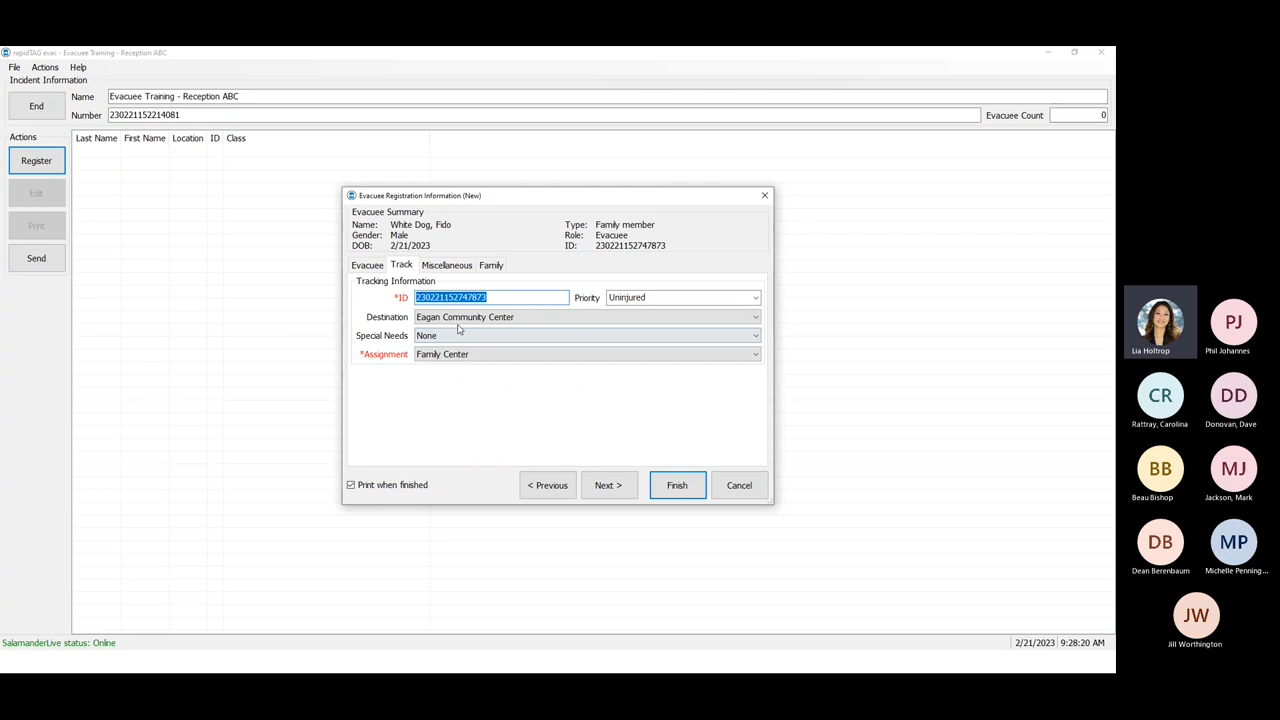 rapidTAG evac - Evacuee Training - Reception ABC
File Actions Help
Incident Information
End
Name Evacuee Training - Reception ABC
Number 230221152214081 Evacuee Count 0
Actions
Last Name First Name Location ID Class
Register
Edit
Print
Send
Evacuee Registration Information (New)
Evacuee Summary
Name: White Dog, Fido Type: Family member
Gender: Male Role: Evacuee
DOB: 2/21/2023 ID: 230221152747873
Evacuee Track Miscellaneous Family
Tracking Information
*ID 230221152747873 Priority Uninjured
Destination Eagan Community Center
Special Needs None
*Assignment Family Center
Print when finished < Previous Next > Finish Cancel
SalamanderLive status: Online 2/21/2023 9:28:20 AM
Lia Holtrop
PJ
Phil Johannes
CR
Rattray, Carolina
DD
Donovan, Dave
BB
Beau Bishop
MJ
Jackson, Mark
DB
Dean Berenbaum
MP
Michelle Penning...
JW
Jill Worthington